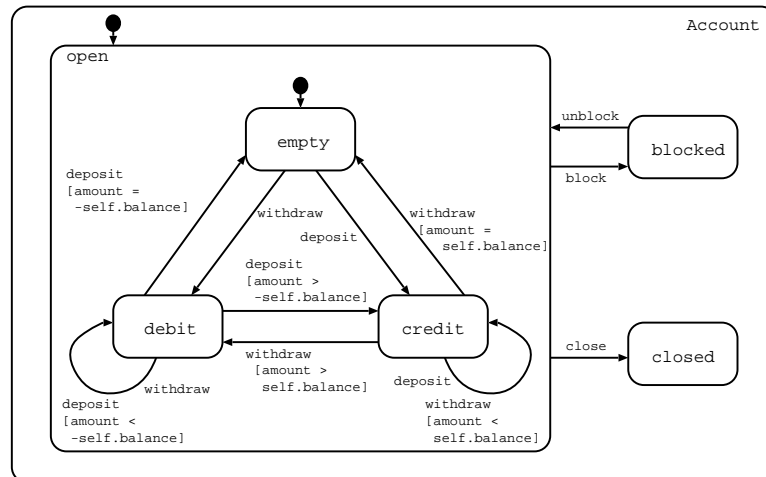 Account
open
empty
unblock
blocked
block
deposit
[amount =
-self.balance]
withdraw
deposit
withdraw
[amount =
self.balance]
deposit
[amount >
-self.balance]
debit
credit
withdraw
[amount >
self.balance]
close
closed
withdraw
deposit
deposit
[amount <
-self.balance]
withdraw
[amount <
self.balance]